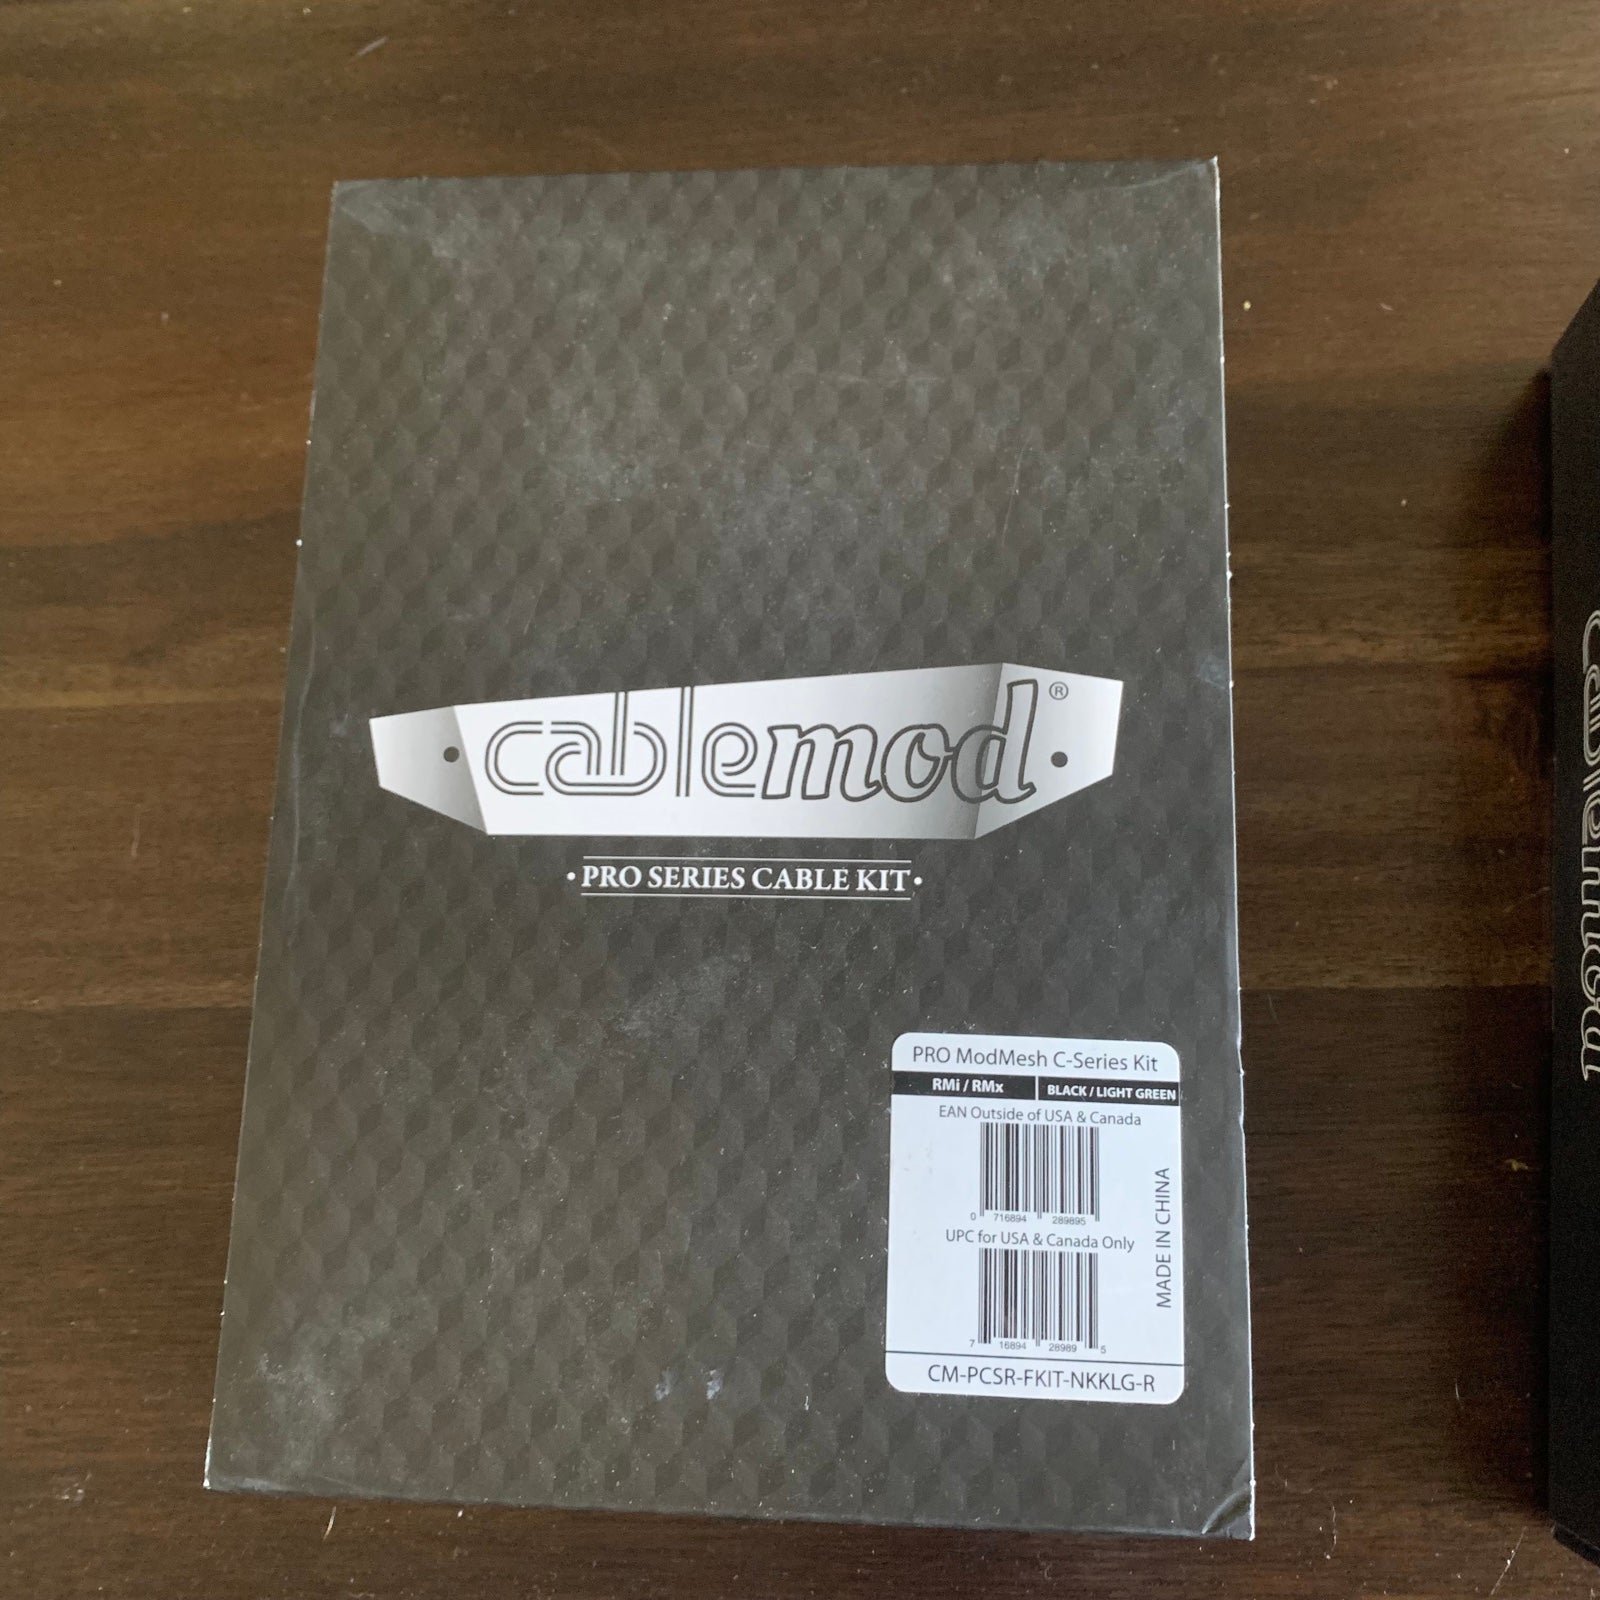 cablemod®
• PRO SERIES CABLE KIT •
PRO ModMesh C-Series Kit
RMi / RMx
BLACK / LIGHT GREEN
EAN Outside of USA & Canada
0 716894 289895
UPC for USA & Canada Only
7 16894 28989 5
MADE IN CHINA
CM-PCSR-FKIT-NKKLG-R
cablemod